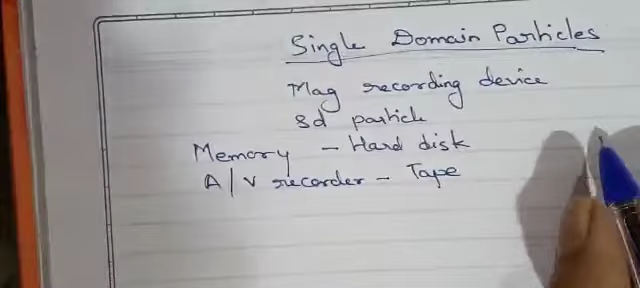 Single Domain Particles
Mag recording device
sd particle
Memory - Hard disk
A/V recorder - Tape